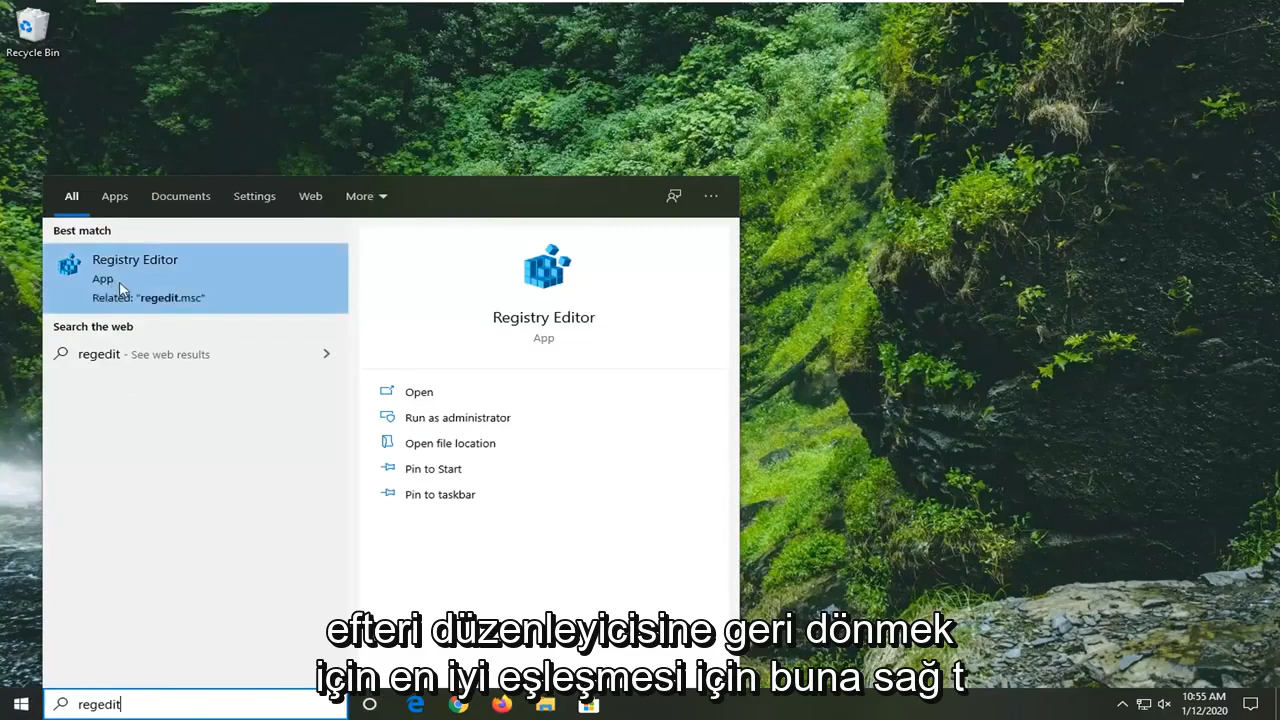 Recycle Bin
All Apps Documents Settings Web More
Best match
Registry Editor
App
Related: "regedit.msc"
Search the web
regedit - See web results
Registry Editor
App
Open
Run as administrator
Open file location
Pin to Start
Pin to taskbar
efteri düzenleyicisine geri dönmek
için en iyi eşleşmesi için buna sağ t
regedit
10:55 AM
1/12/2020